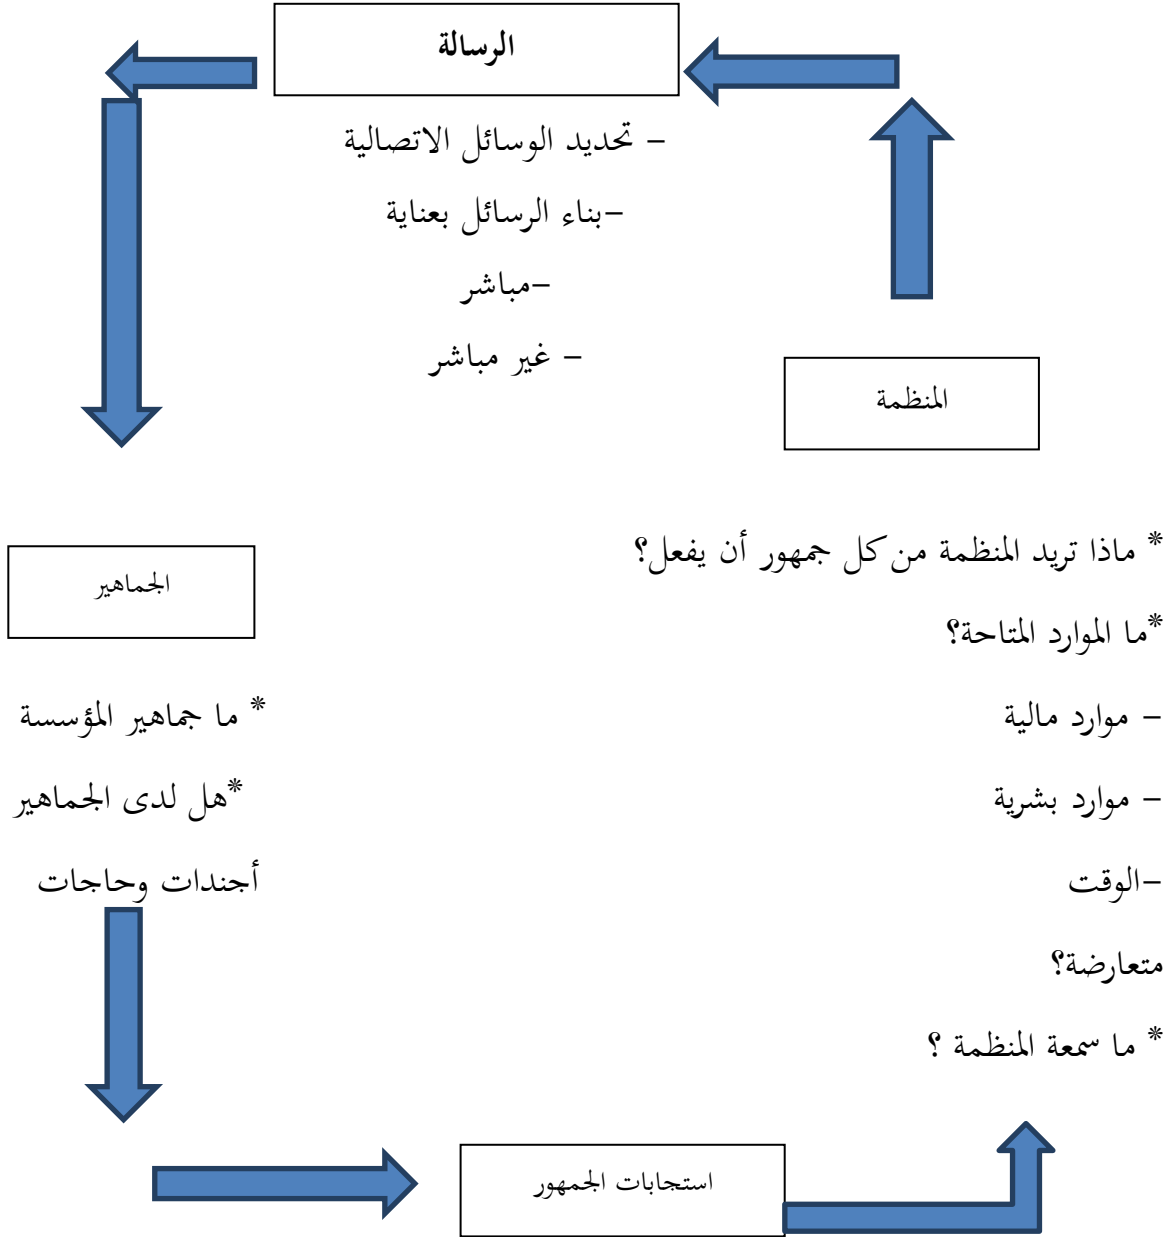 الرسالة
– تحديد الوسائل الاتصالية
–بناء الرسائل بعناية
–مباشر
– غير مباشر
المنظمة
* ماذا تريد المنظمة من كل جمهور أن يفعل؟
*ما الموارد المتاحة؟
– موارد مالية
– موارد بشرية
–الوقت
متعارضة؟
* ما سمعة المنظمة ؟
الجماهير
* ما جماهير المؤسسة
*هل لدى الجماهير
أجندات وحاجات
استجابات الجمهور